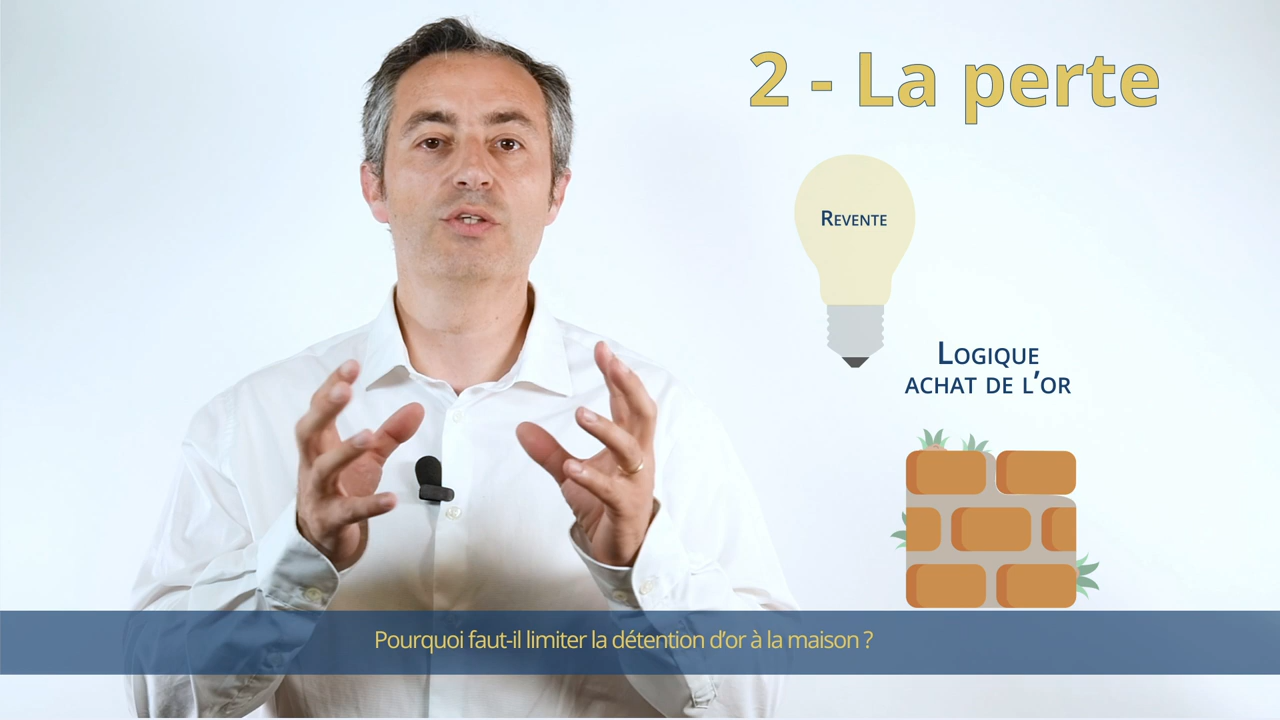 2 - La perte
Revente
Logique
achat de l'or
Pourquoi faut-il limiter la détention d'or à la maison ?